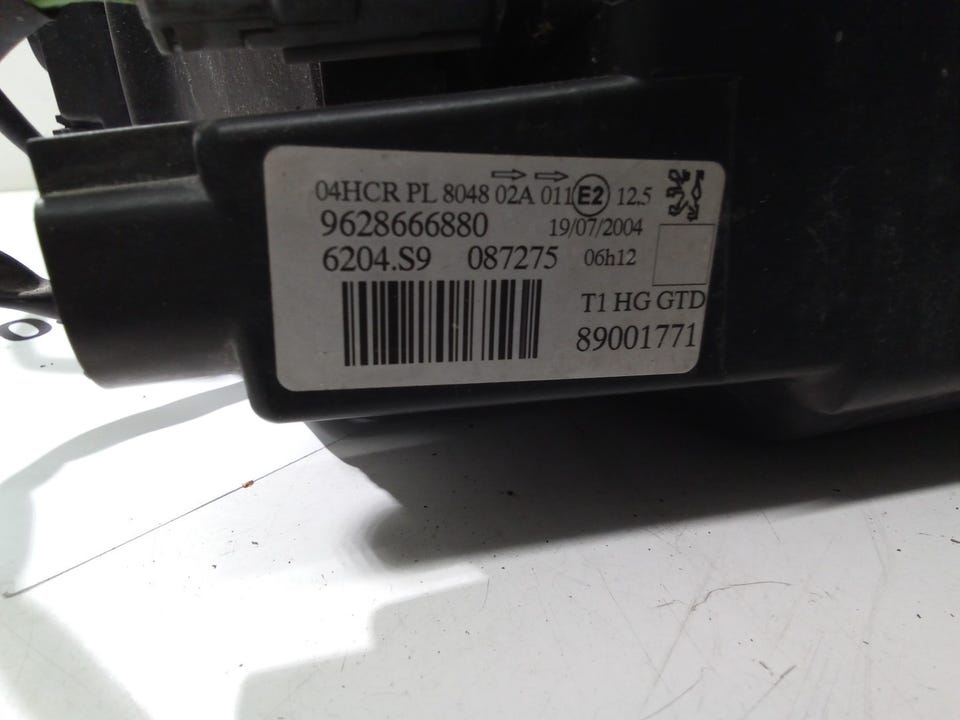 04HCR PL 8048 02A 011 E2 12.5
9628666880 19/07/2004
6204.S9 087275 06h12
T1 HG GTD
89001771